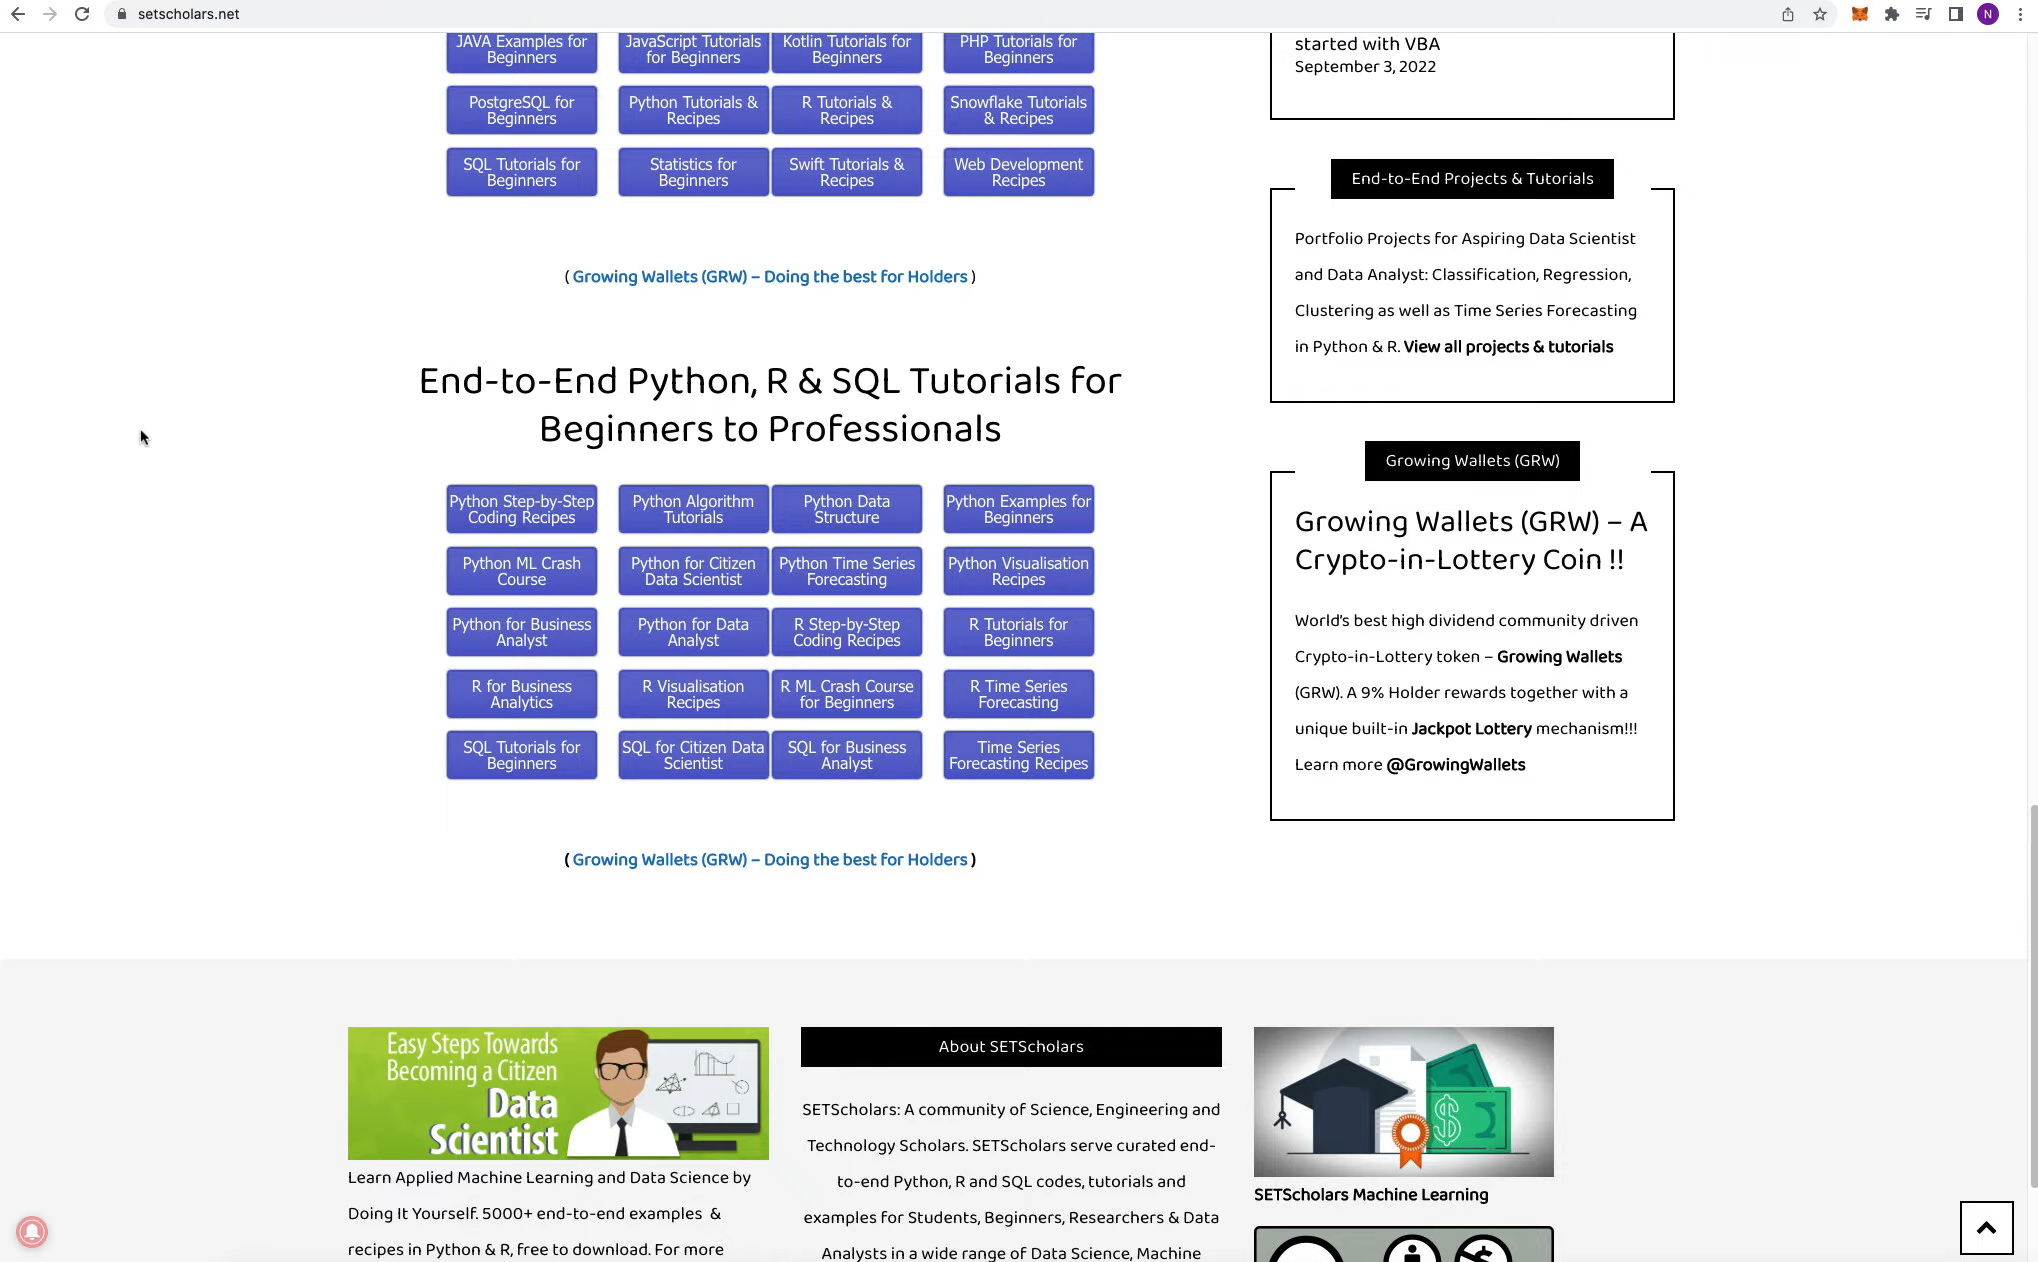 setscholars.net
N
JAVA Examples for
Beginners
JavaScript Tutorials
for Beginners
Kotlin Tutorials for
Beginners
PHP Tutorials for
Beginners
PostgreSQL for
Beginners
Python Tutorials &
Recipes
R Tutorials &
Recipes
Snowflake Tutorials
& Recipes
SQL Tutorials for
Beginners
Statistics for
Beginners
Swift Tutorials &
Recipes
Web Development
Recipes
( Growing Wallets (GRW) – Doing the best for Holders )
End-to-End Python, R & SQL Tutorials for
Beginners to Professionals
Python Step-by-Step
Coding Recipes
Python Algorithm
Tutorials
Python Data
Structure
Python Examples for
Beginners
Python ML Crash
Course
Python for Citizen
Data Scientist
Python Time Series
Forecasting
Python Visualisation
Recipes
Python for Business
Analyst
Python for Data
Analyst
R Step-by-Step
Coding Recipes
R Tutorials for
Beginners
R for Business
Analytics
R Visualisation
Recipes
R ML Crash Course
for Beginners
R Time Series
Forecasting
SQL Tutorials for
Beginners
SQL for Citizen Data
Scientist
SQL for Business
Analyst
Time Series
Forecasting Recipes
( Growing Wallets (GRW) – Doing the best for Holders )
started with VBA
September 3, 2022
End-to-End Projects & Tutorials
Portfolio Projects for Aspiring Data Scientist
and Data Analyst: Classification, Regression,
Clustering as well as Time Series Forecasting
in Python & R. View all projects & tutorials
Growing Wallets (GRW)
Growing Wallets (GRW) – A
Crypto-in-Lottery Coin !!
World's best high dividend community driven
Crypto-in-Lottery token – Growing Wallets
(GRW). A 9% Holder rewards together with a
unique built-in Jackpot Lottery mechanism!!!
Learn more @GrowingWallets
Easy Steps Towards
Becoming a Citizen
Data
Scientist
Learn Applied Machine Learning and Data Science by
Doing It Yourself. 5000+ end-to-end examples &
recipes in Python & R, free to download. For more
About SETScholars
SETScholars: A community of Science, Engineering and
Technology Scholars. SETScholars serve curated end-
to-end Python, R and SQL codes, tutorials and
examples for Students, Beginners, Researchers & Data
Analysts in a wide range of Data Science, Machine
$
SETScholars Machine Learning